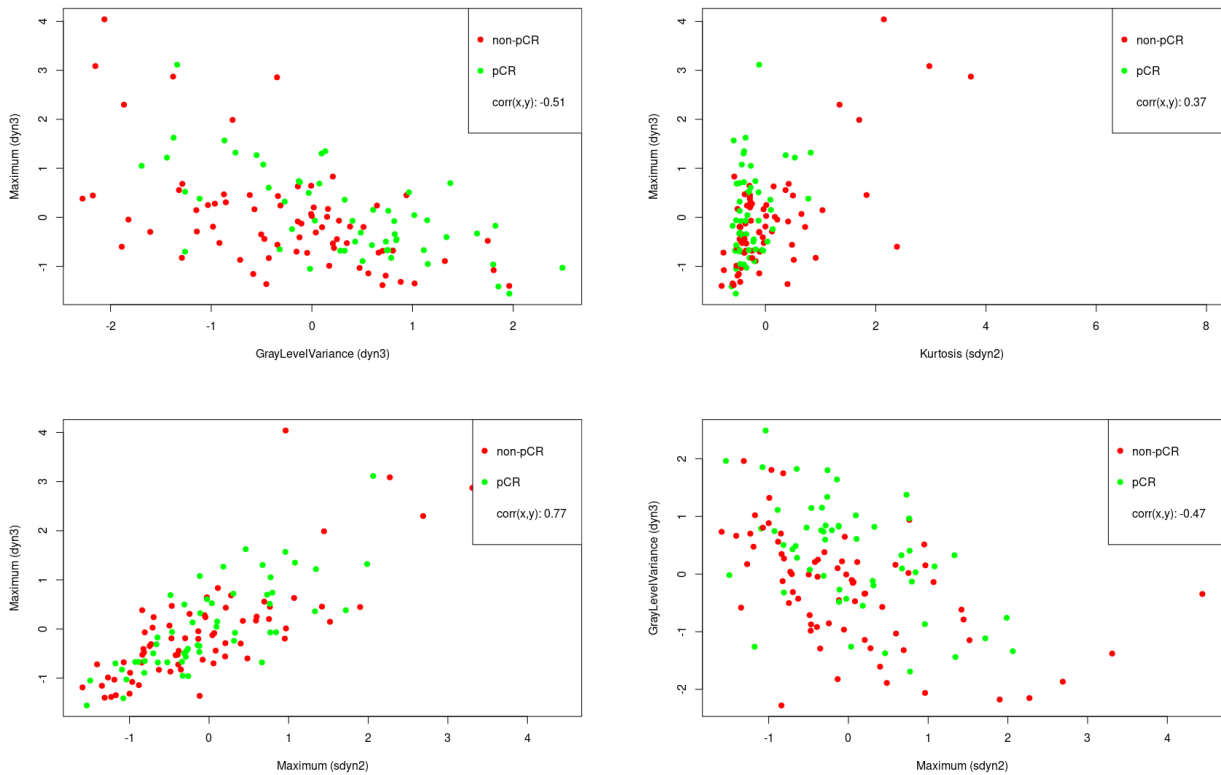 non-pCR
pCR
corr(x,y): -0.51
Maximum (dyn3)
4
3
2
1
0
-1
-2
-1
0
1
2
GrayLevelVariance (dyn3)
non-pCR
pCR
corr(x,y): 0.37
Maximum (dyn3)
4
3
2
1
0
-1
0
2
4
6
8
Kurtosis (sdyn2)
non-pCR
pCR
corr(x,y): 0.77
Maximum (dyn3)
4
3
2
1
0
-1
-1
0
1
2
3
4
Maximum (sdyn2)
non-pCR
pCR
corr(x,y): -0.47
GrayLevelVariance (dyn3)
2
1
0
-1
-2
-1
0
1
2
3
4
Maximum (sdyn2)